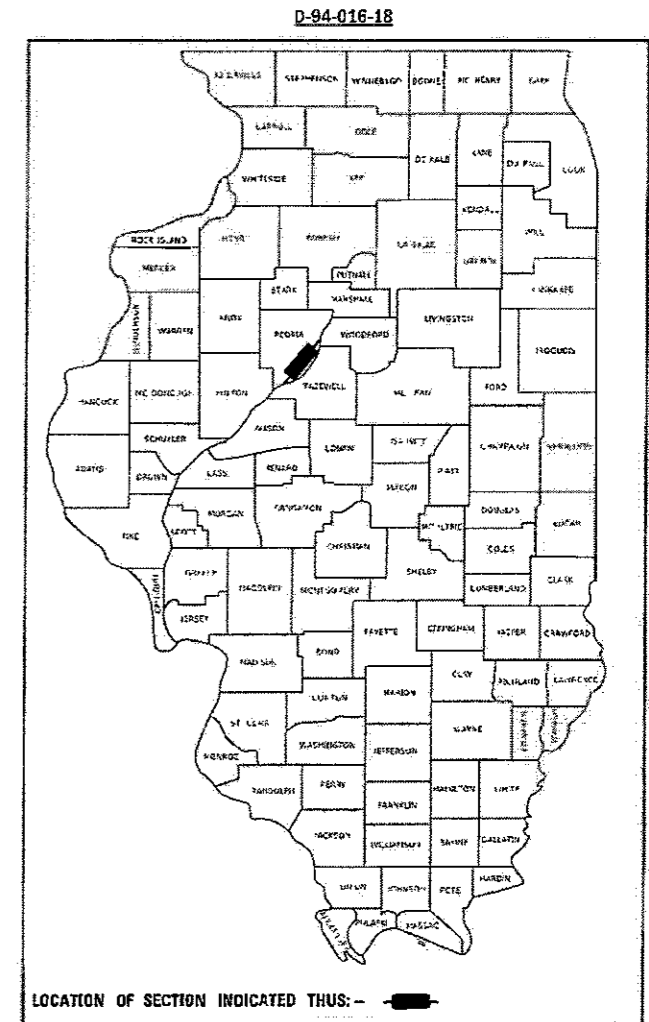 D-94-016-18
STEPHENSON
WINNEBAGO
BOONE
MC HENRY
LAKE
CARROLL
OGLE
DE KALB
KANE
DU PAGE
COOK
WHITESIDE
LEE
KENDALL
WILL
ROCK ISLAND
HENRY
BUREAU
LA SALLE
GRUNDY
MERCER
PUTNAM
KANKAKEE
STARK
MARSHALL
HENDERSON
WARREN
KNOX
PEORIA
WOODFORD
LIVINGSTON
IROQUOIS
HANCOCK
MC DONOUGH
FULTON
TAZEWELL
MC LEAN
FORD
SCHUYLER
MASON
LOGAN
DE WITT
CHAMPAIGN
VERMILION
ADAMS
BROWN
CASS
MENARD
MACON
PIATT
PIKE
SCOTT
MORGAN
SANGAMON
MOULTRIE
DOUGLAS
EDGAR
CHRISTIAN
COLES
GREENE
MACOUPIN
MONTGOMERY
SHELBY
CUMBERLAND
CLARK
CALHOUN
JERSEY
FAYETTE
EFFINGHAM
JASPER
CRAWFORD
MADISON
BOND
CLAY
RICHLAND
LAWRENCE
CLINTON
MARION
ST. CLAIR
WAYNE
WASHINGTON
JEFFERSON
MONROE
RANDOLPH
PERRY
HAMILTON
WHITE
FRANKLIN
JACKSON
WILLIAMSON
SALINE
GALLATIN
UNION
JOHNSON
POPE
HARDIN
PULASKI
MASSAC
LOCATION OF SECTION INDICATED THUS: –